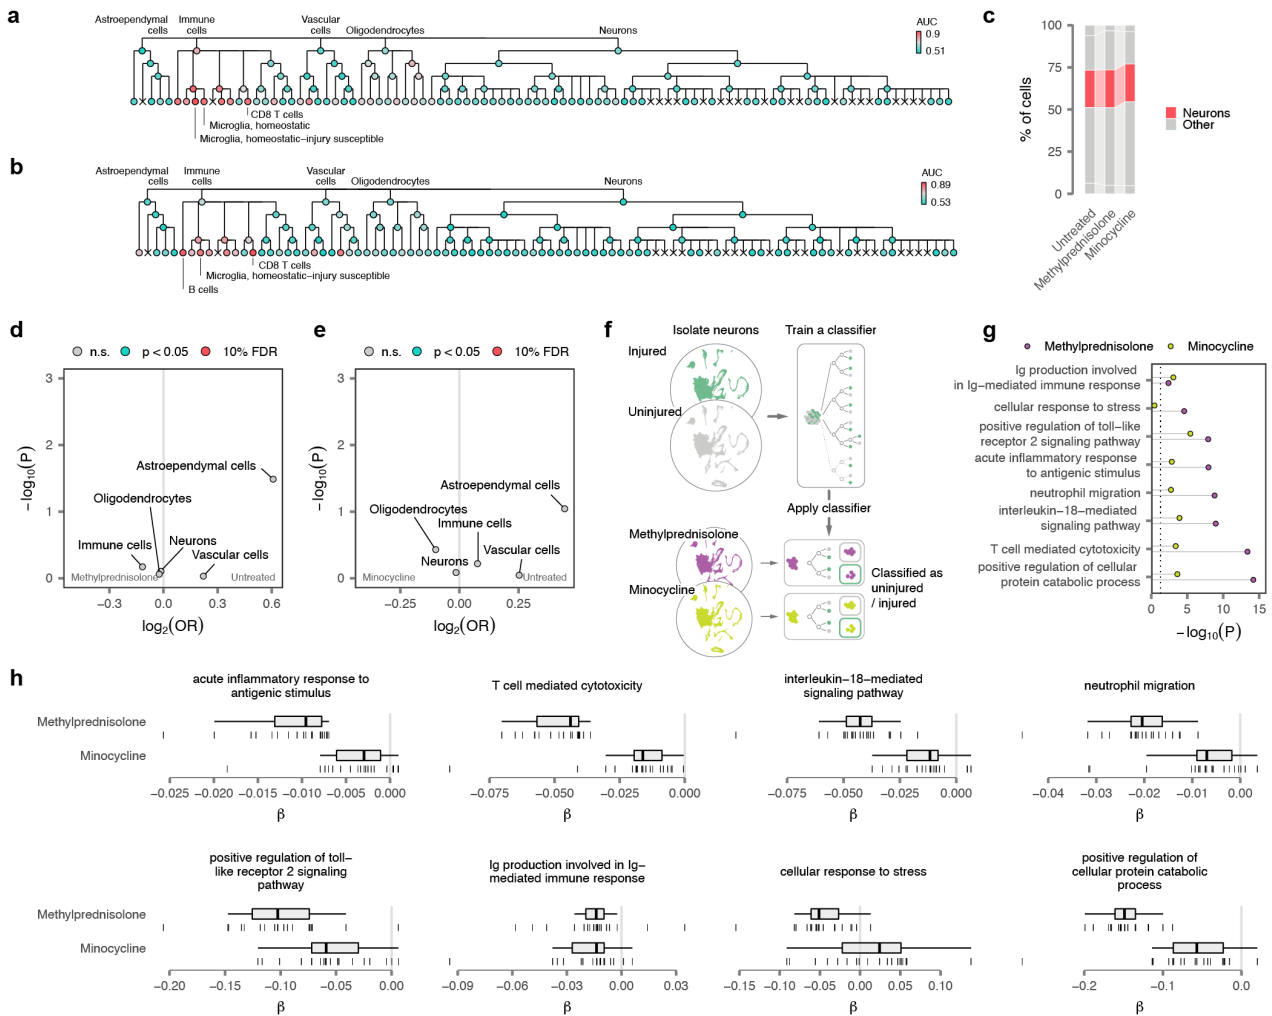 a
Astroependymal
cells
Immune
cells
Vascular
cells
Oligodendrocytes
Neurons
AUC
0.9
0.51
CD8 T cells
Microglia, homeostatic
Microglia, homeostatic−injury susceptible
b
Astroependymal
cells
Immune
cells
Vascular
cells
Oligodendrocytes
Neurons
AUC
0.89
0.53
CD8 T cells
Microglia, homeostatic−injury susceptible
B cells
c
% of cells
100
75
50
25
0
Untreated
Methylprednisolone
Minocycline
Neurons
Other
d
n.s.
p < 0.05
10% FDR
−log10(P)
3
2
1
0
Astroependymal cells
Oligodendrocytes
Immune cells
Neurons
Vascular cells
Methylprednisolone
Untreated
−0.3
0.0
0.3
0.6
log2(OR)
e
n.s.
p < 0.05
10% FDR
−log10(P)
3
2
1
0
Astroependymal cells
Oligodendrocytes
Immune cells
Neurons
Vascular cells
Minocycline
Untreated
−0.25
0.00
0.25
log2(OR)
f
Isolate neurons
Train a classifier
Injured
Uninjured
Apply classifier
Methylprednisolone
Minocycline
Classified as
uninjured
/ injured
g
Methylprednisolone
Minocycline
Ig production involved
in Ig−mediated immune response
cellular response to stress
positive regulation of toll−like
receptor 2 signaling pathway
acute inflammatory response
to antigenic stimulus
neutrophil migration
interleukin−18−mediated
signaling pathway
T cell mediated cytotoxicity
positive regulation of cellular
protein catabolic process
0
5
10
15
−log10(P)
h
acute inflammatory response to
antigenic stimulus
Methylprednisolone
Minocycline
−0.025
−0.020
−0.015
−0.010
−0.005
0.000
β
T cell mediated cytotoxicity
−0.075
−0.050
−0.025
0.000
β
interleukin−18−mediated
signaling pathway
−0.075
−0.050
−0.025
0.000
β
neutrophil migration
−0.04
−0.03
−0.02
−0.01
0.00
β
positive regulation of toll−
like receptor 2 signaling
pathway
Methylprednisolone
Minocycline
−0.20
−0.15
−0.10
−0.05
0.00
β
Ig production involved in Ig−
mediated immune response
−0.09
−0.06
−0.03
0.00
0.03
β
cellular response to stress
−0.15
−0.10
−0.05
0.00
0.05
0.10
β
positive regulation of
cellular protein catabolic
process
−0.2
−0.1
0.0
β